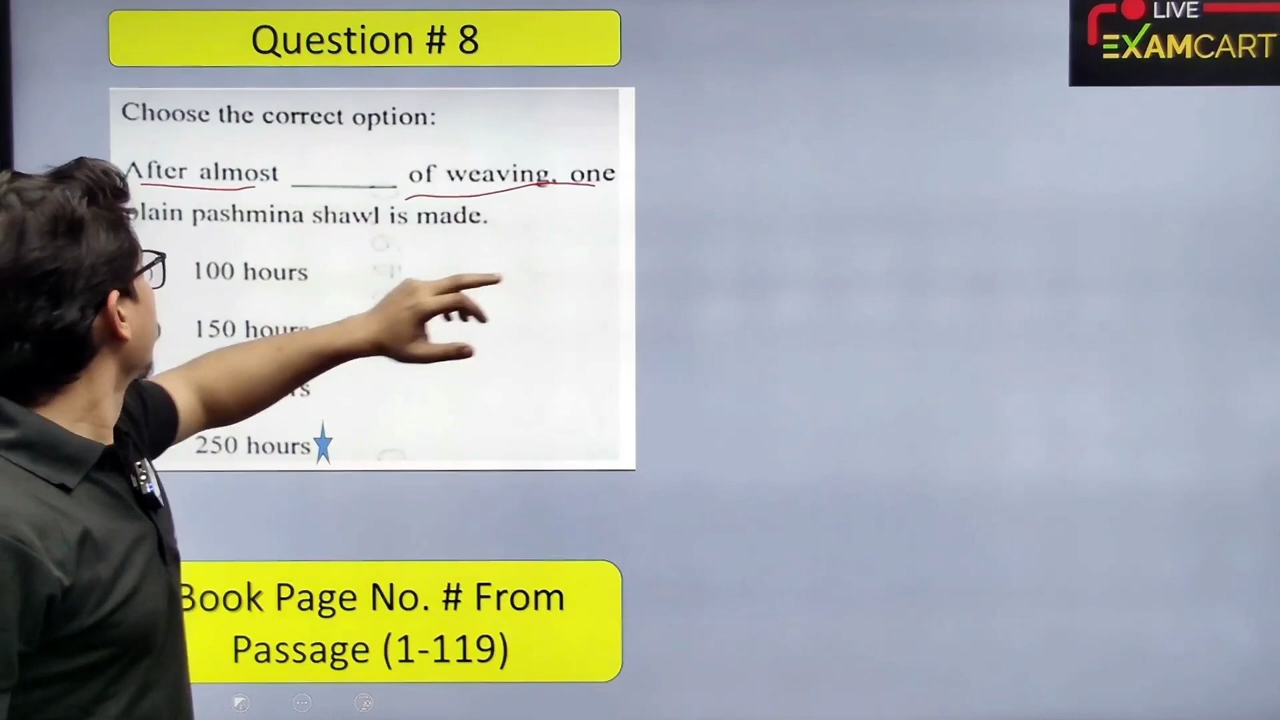 Question # 8
LIVE
EXAMCART
Choose the correct option:
After almost ________ of weaving, one
plain pashmina shawl is made.
100 hours
150 hours
250 hours
Book Page No. # From
Passage (1-119)